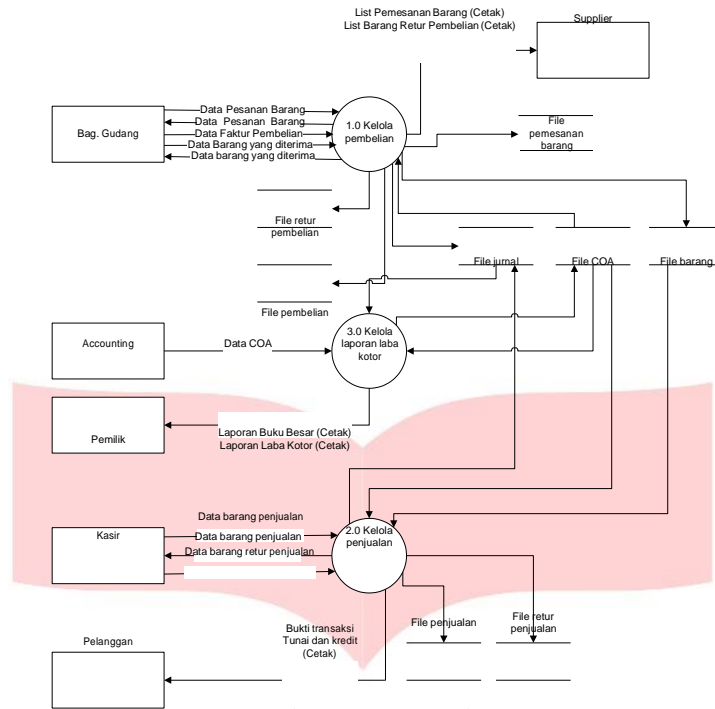 List Pemesanan Barang (Cetak)
List Barang Retur Pembelian (Cetak)
Supplier
Bag. Gudang
Data Pesanan Barang
Data Pesanan Barang
Data Faktur Pembelian
Data Barang yang diterima
Data barang yang diterima
1.0 Kelola
pembelian
File
pemesanan
barang
File retur
pembelian
File jurnal
File COA
File barang
File pembelian
Accounting
Data COA
3.0 Kelola
laporan laba
kotor
Pemilik
Laporan Buku Besar (Cetak)
Laporan Laba Kotor (Cetak)
Kasir
Data barang penjualan
Data barang penjualan
Data barang retur penjualan
2.0 Kelola
penjualan
Bukti transaksi
Tunai dan kredit
(Cetak)
File penjualan
File retur
penjualan
Pelanggan